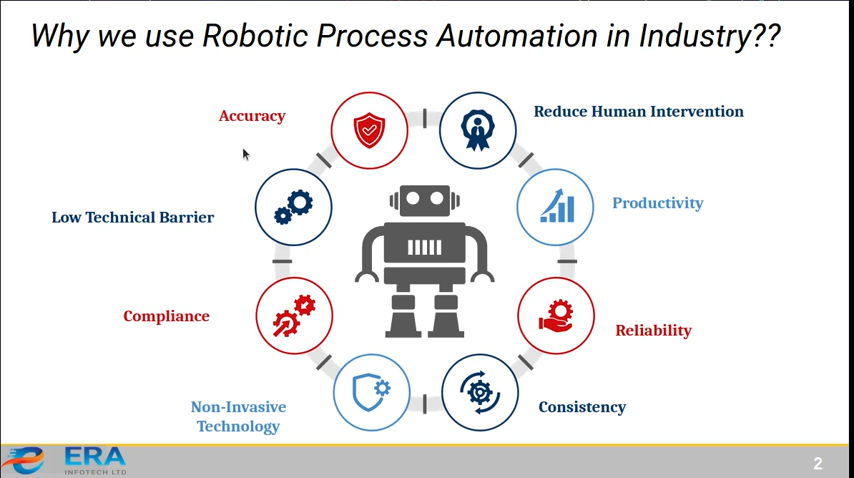 Why we use Robotic Process Automation in Industry??
Accuracy
Reduce Human Intervention
Low Technical Barrier
Productivity
Compliance
Reliability
Non-Invasive
Technology
Consistency
ERA
INFOTECH LTD
2